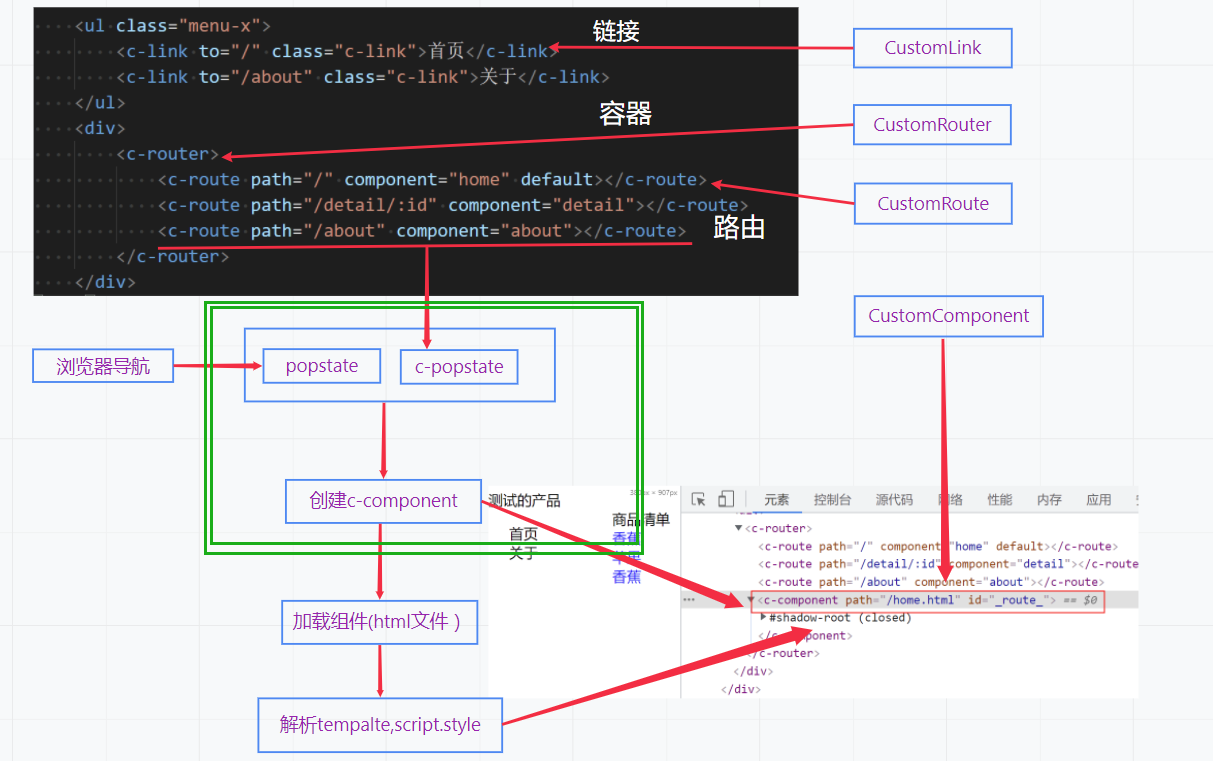 <ul class="menu-x">
<c-link to="/" class="c-link">首页</c-link>
<c-link to="/about" class="c-link">关于</c-link>
</ul>
<div>
<c-router>
<c-route path="/" component="home" default></c-route>
<c-route path="/detail/:id" component="detail"></c-route>
<c-route path="/about" component="about"></c-route>
</c-router>
</div>
链接
容器
路由
CustomLink
CustomRouter
CustomRoute
CustomComponent
浏览器导航
popstate
c-popstate
创建c-component
加载组件(html文件 )
解析tempalte,script.style
测试的产品
首页
关于
商品清单
香蕉
苹果
香蕉
元素 控制台 源代码 网络 性能 内存 应用
<c-router>
<c-route path="/" component="home" default></c-route>
<c-route path="/detail/:id" component="detail"></c-route
<c-route path="/about" component="about"></c-route>
<c-component path="/home.html" id="_route_"> == $0
#shadow-root (closed)
</c-component>
</c-router>
</div>
</div>